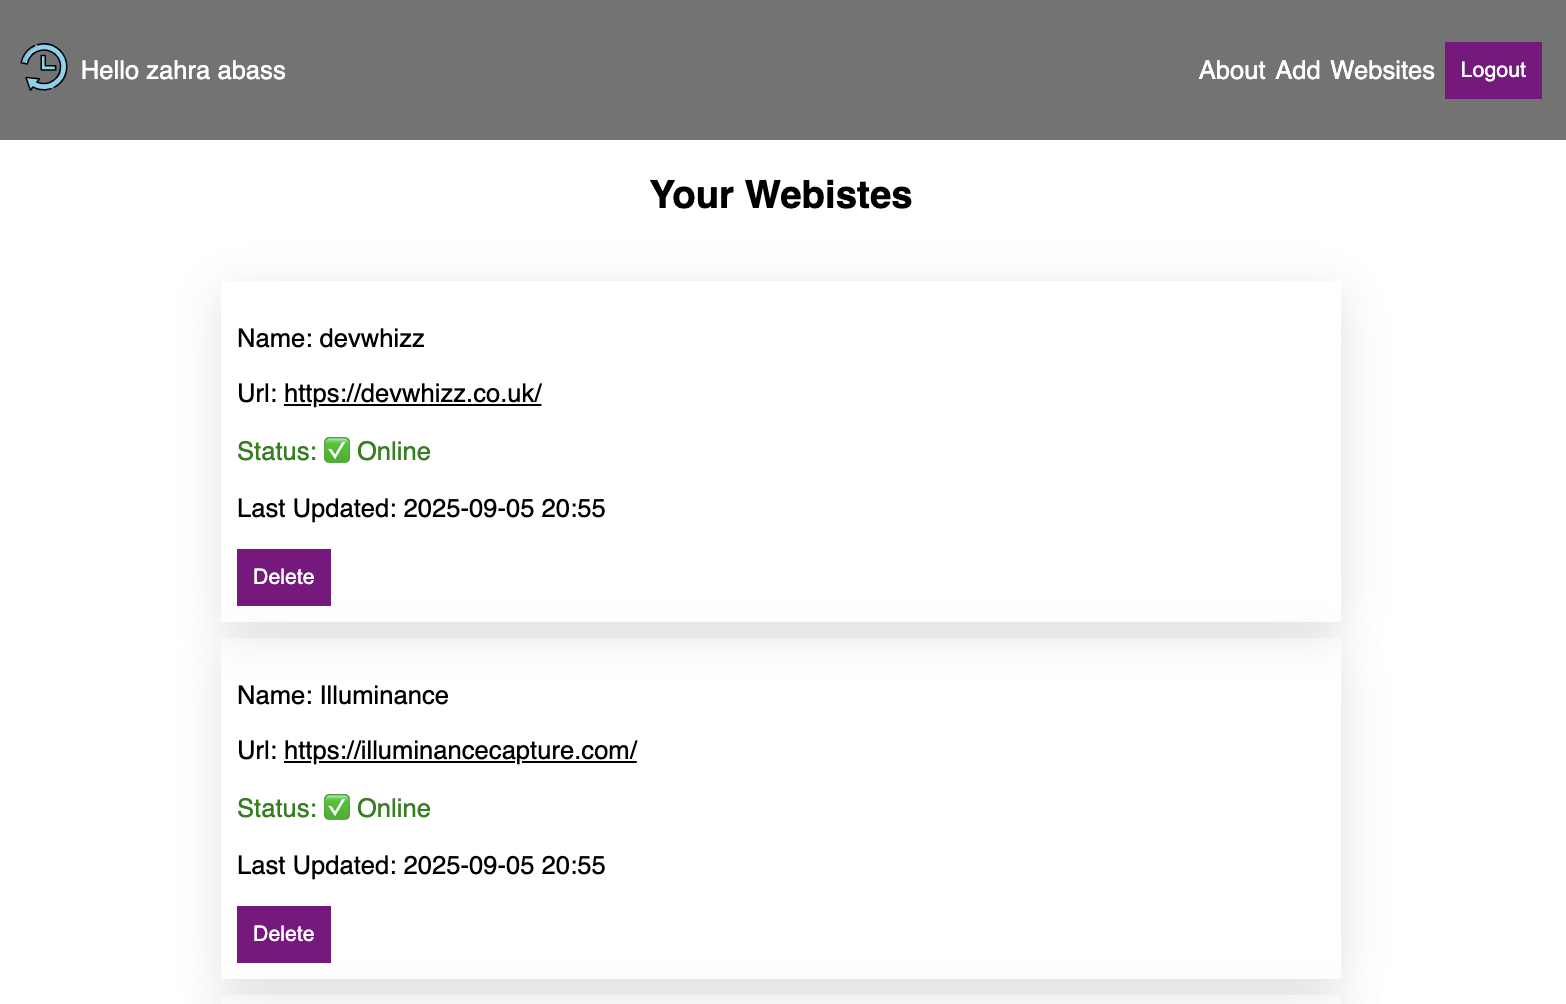 Hello zahra abass
About Add Websites Logout
Your Webistes
Name: devwhizz
Url: https://devwhizz.co.uk/
Status: ✅ Online
Last Updated: 2025-09-05 20:55
Delete
Name: Illuminance
Url: https://illuminancecapture.com/
Status: ✅ Online
Last Updated: 2025-09-05 20:55
Delete